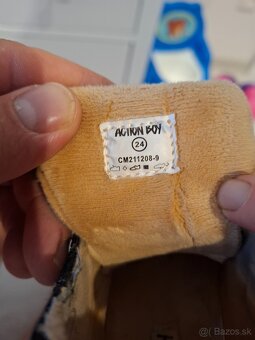 ACTION BOY
24
CM211208-9
Bazos.sk